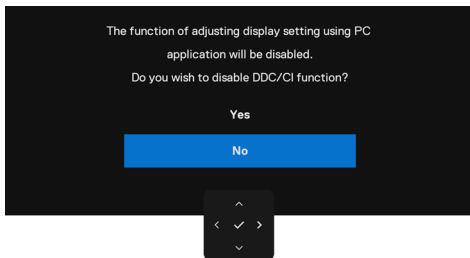 The function of adjusting display setting using PC
application will be disabled.
Do you wish to disable DDC/CI function?
Yes
No